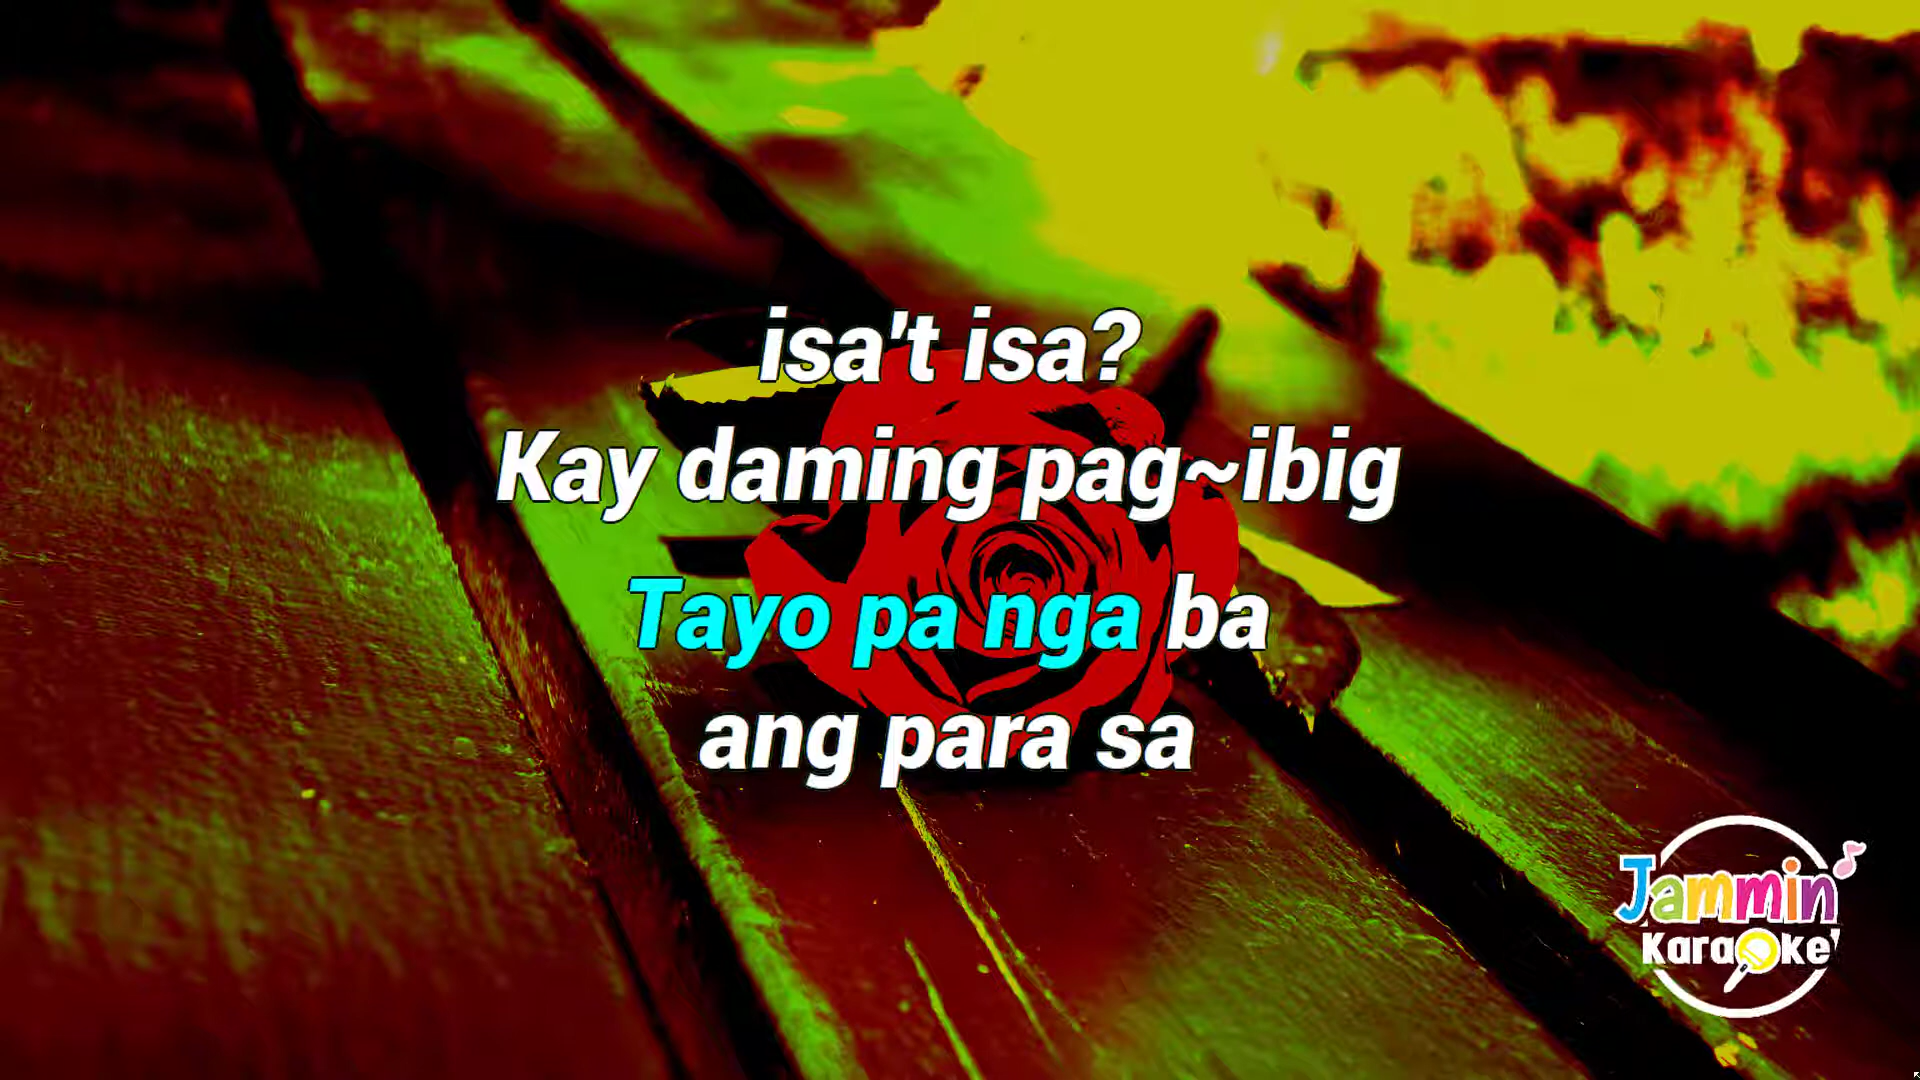 isa't isa?
Kay daming pag~ibig
Tayo pa nga ba
ang para sa
Jammin'
Karaoke